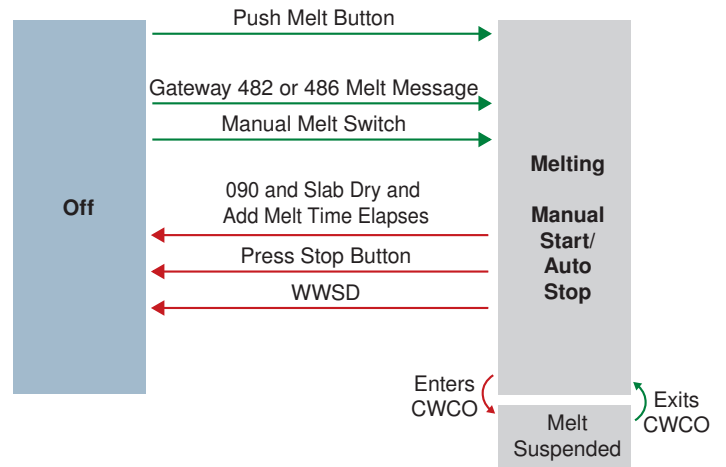 Push Melt Button
Gateway 482 or 486 Melt Message
Manual Melt Switch
Off
090 and Slab Dry and
Add Melt Time Elapses
Press Stop Button
WWSD
Melting
Manual
Start/
Auto
Stop
Enters
CWCO
Exits
CWCO
Melt
Suspended